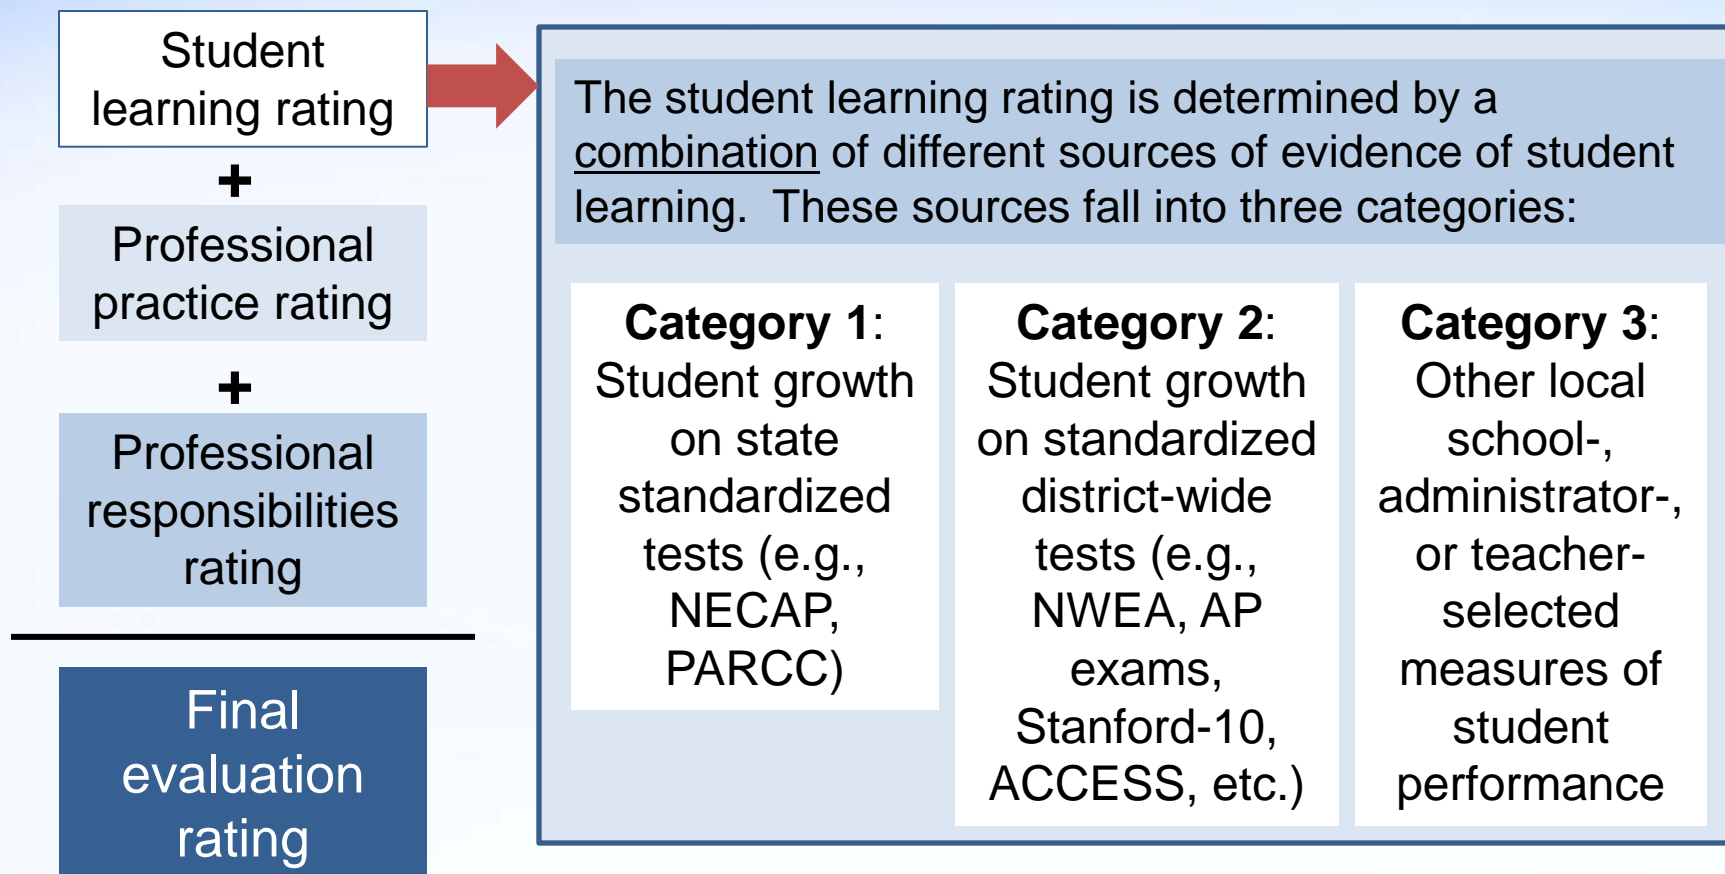 Student
learning rating
+
Professional
practice rating
+
Professional
responsibilities
rating
Final
evaluation
rating
The student learning rating is determined by a
combination of different sources of evidence of student
learning.  These sources fall into three categories:
Category 1:
Student growth
on state
standardized
tests (e.g.,
NECAP,
PARCC)
Category 2:
Student growth
on standardized
district-wide
tests (e.g.,
NWEA, AP
exams,
Stanford-10,
ACCESS, etc.)
Category 3:
Other local
school-,
administrator-,
or teacher-
selected
measures of
student
performance